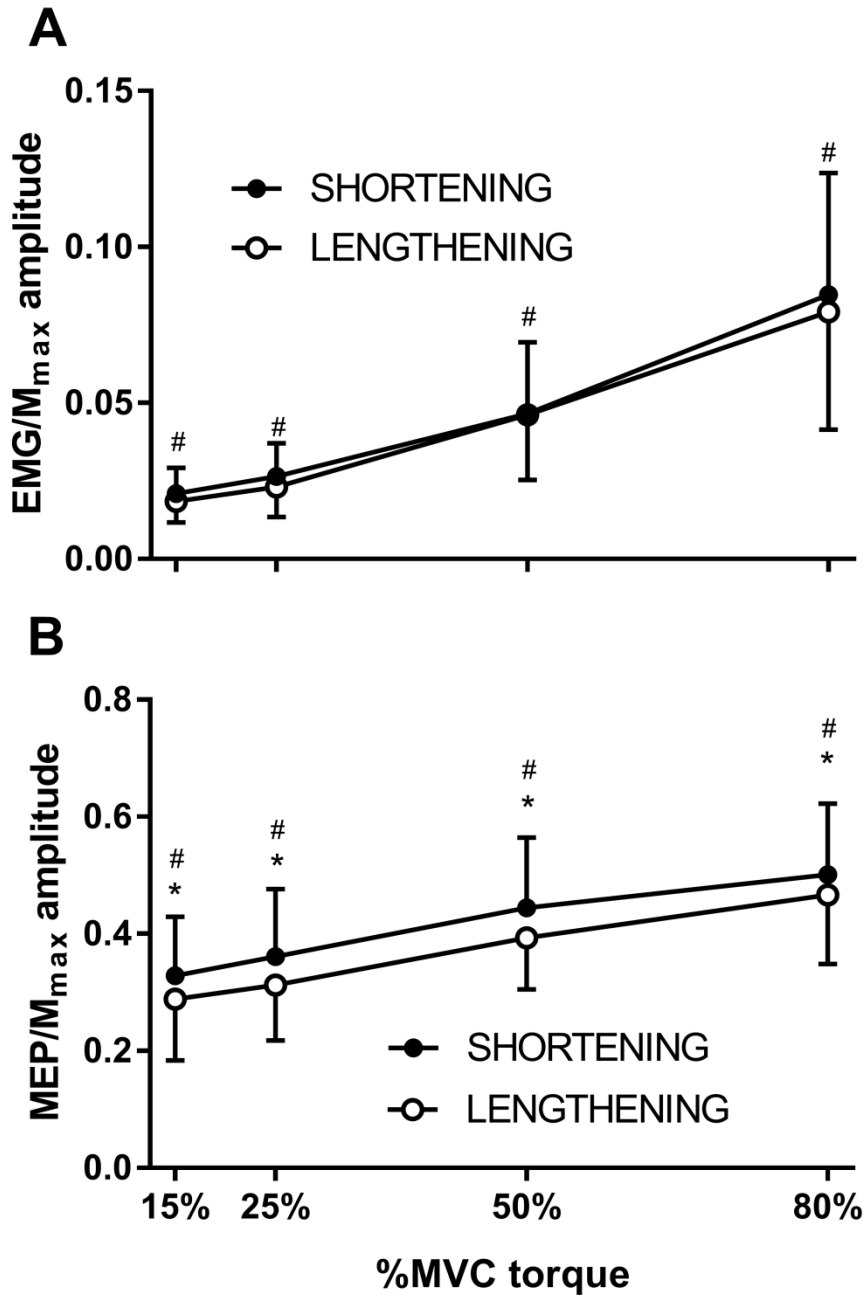 A
EMG/Mmax amplitude
0.15
0.10
0.05
0.00
SHORTENING
LENGTHENING
#
#
#
#
B
MEP/Mmax amplitude
0.8
0.6
0.4
0.2
0.0
#
*
#
*
#
*
#
*
SHORTENING
LENGTHENING
15% 25% 50% 80%
%MVC torque